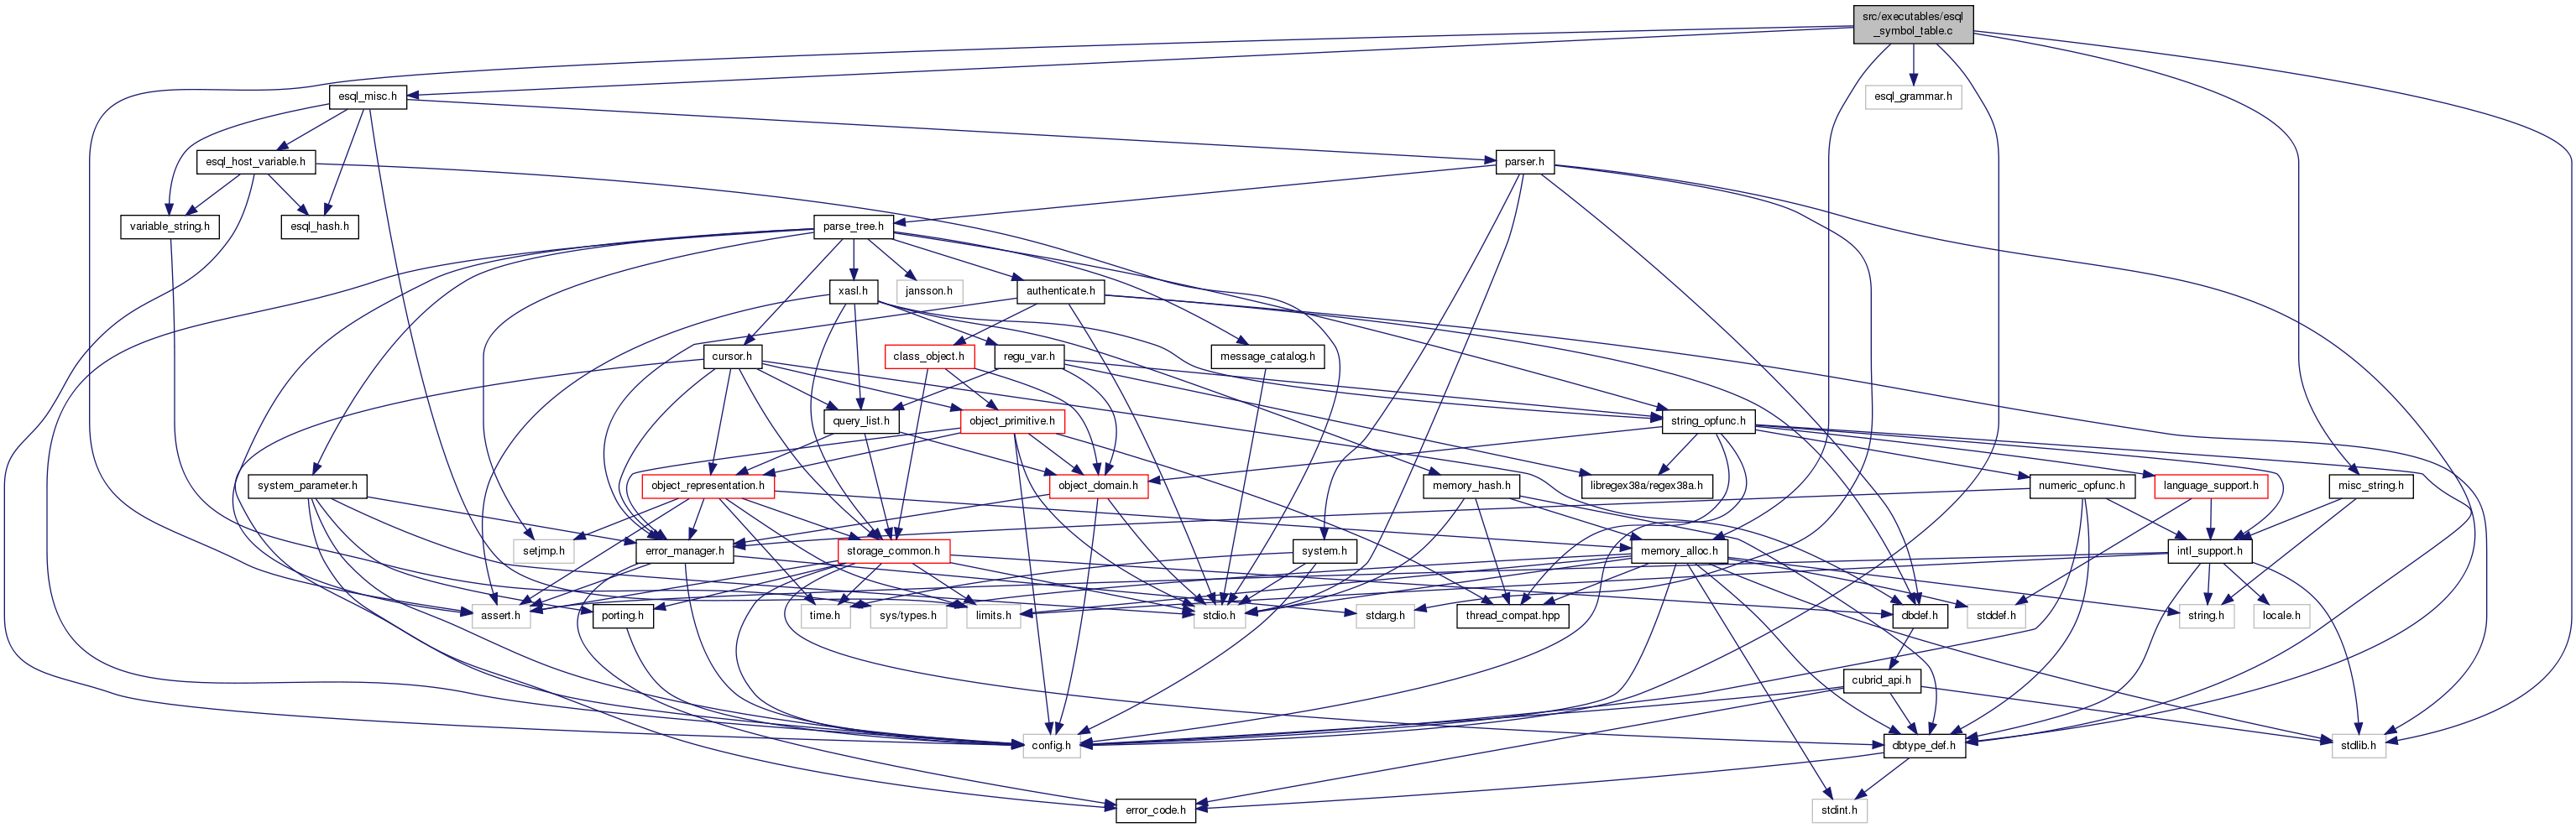 src/executables/esql
_symbol_table.c
esql_misc.h
esql_grammar.h
esql_host_variable.h
parser.h
variable_string.h
esql_hash.h
parse_tree.h
xasl.h
jansson.h
authenticate.h
cursor.h
class_object.h
regu_var.h
message_catalog.h
query_list.h
object_primitive.h
string_opfunc.h
system_parameter.h
object_representation.h
object_domain.h
memory_hash.h
libregex38a/regex38a.h
numeric_opfunc.h
language_support.h
misc_string.h
setjmp.h
error_manager.h
storage_common.h
system.h
memory_alloc.h
intl_support.h
assert.h
porting.h
time.h
sys/types.h
limits.h
stdio.h
stdarg.h
thread_compat.hpp
dbdef.h
stddef.h
string.h
locale.h
cubrid_api.h
config.h
dbtype_def.h
stdlib.h
error_code.h
stdint.h